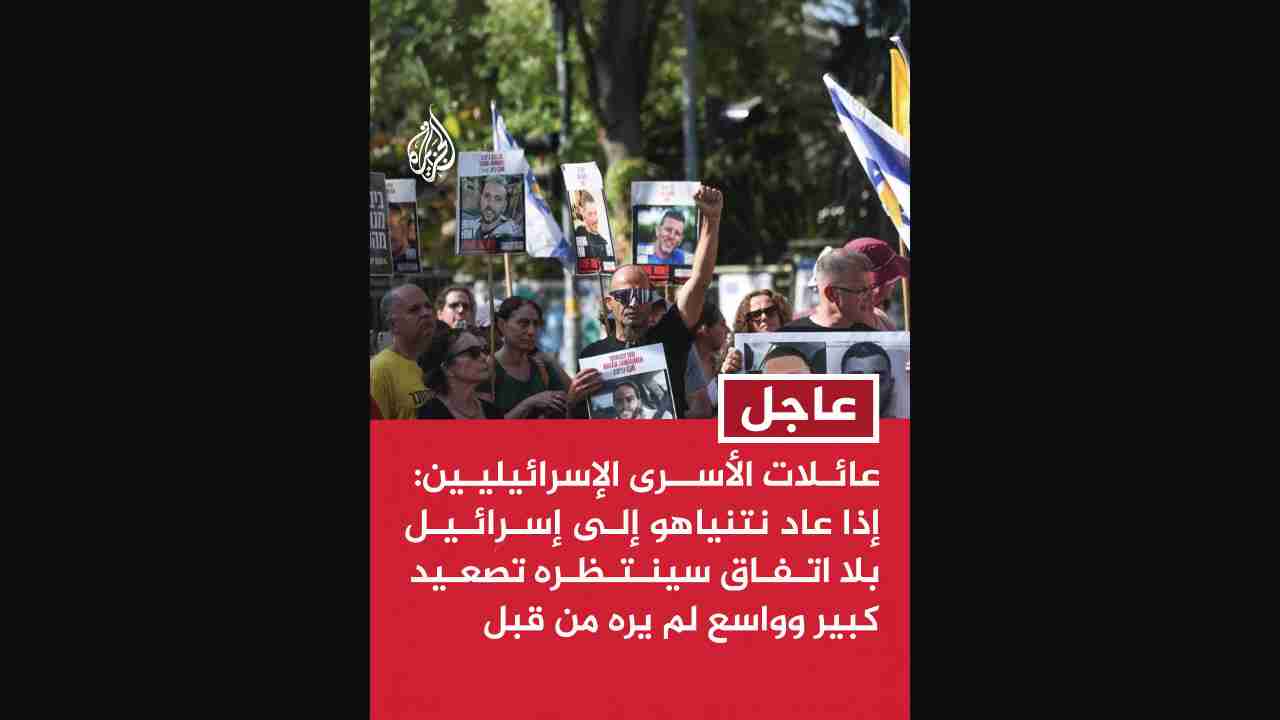 الجزيرة
عاجل
عائلات الأسرى الإسرائيليين:
إذا عاد نتنياهو إلى إسرائيل
بلا اتفاق سينتظره تصعيد
كبير وواسع لم يره من قبل